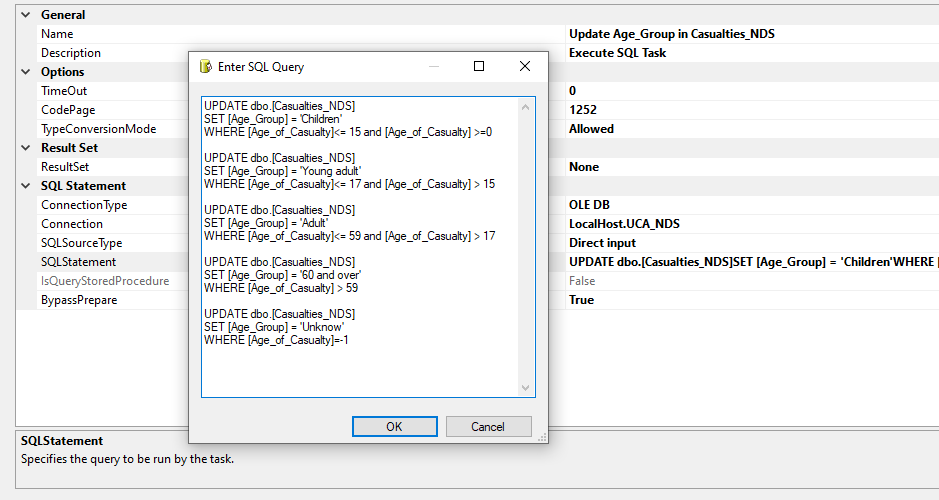 General
Name Update Age_Group in Casualties_NDS
Description Execute SQL Task
Options
TimeOut 0
CodePage 1252
TypeConversionMode Allowed
Result Set
ResultSet None
SQL Statement
ConnectionType OLE DB
Connection LocalHost.UCA_NDS
SQLSourceType Direct input
SQLStatement UPDATE dbo.[Casualties_NDS]SET [Age_Group] = 'Children'WHERE [
IsQueryStoredProcedure False
BypassPrepare True
Enter SQL Query
UPDATE dbo.[Casualties_NDS]
SET [Age_Group] = 'Children'
WHERE [Age_of_Casualty]<= 15 and [Age_of_Casualty] >=0
UPDATE dbo.[Casualties_NDS]
SET [Age_Group] = 'Young adult'
WHERE [Age_of_Casualty]<= 17 and [Age_of_Casualty] > 15
UPDATE dbo.[Casualties_NDS]
SET [Age_Group] = 'Adult'
WHERE [Age_of_Casualty]<= 59 and [Age_of_Casualty] > 17
UPDATE dbo.[Casualties_NDS]
SET [Age_Group] = '60 and over'
WHERE [Age_of_Casualty] > 59
UPDATE dbo.[Casualties_NDS]
SET [Age_Group] = 'Unknow'
WHERE [Age_of_Casualty]=-1
OK Cancel
SQLStatement
Specifies the query to be run by the task.